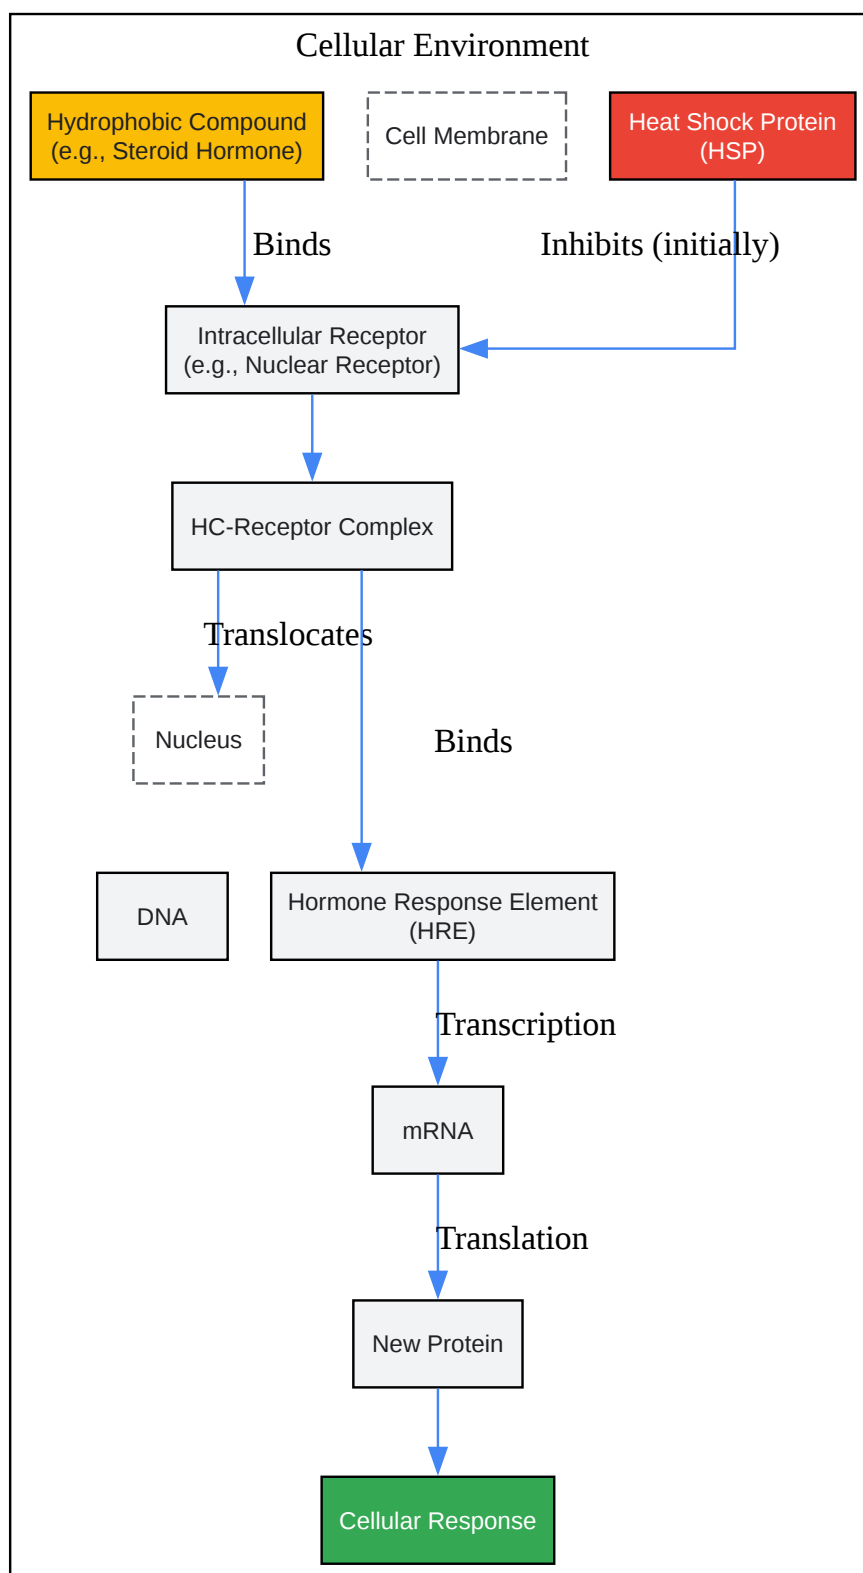 Cellular Environment
Hydrophobic Compound
(e.g., Steroid Hormone)
Cell Membrane
Heat Shock Protein
(HSP)
Binds
Inhibits (initially)
Intracellular Receptor
(e.g., Nuclear Receptor)
HC-Receptor Complex
Translocates
Nucleus
Binds
DNA
Hormone Response Element
(HRE)
Transcription
mRNA
Translation
New Protein
Cellular Response